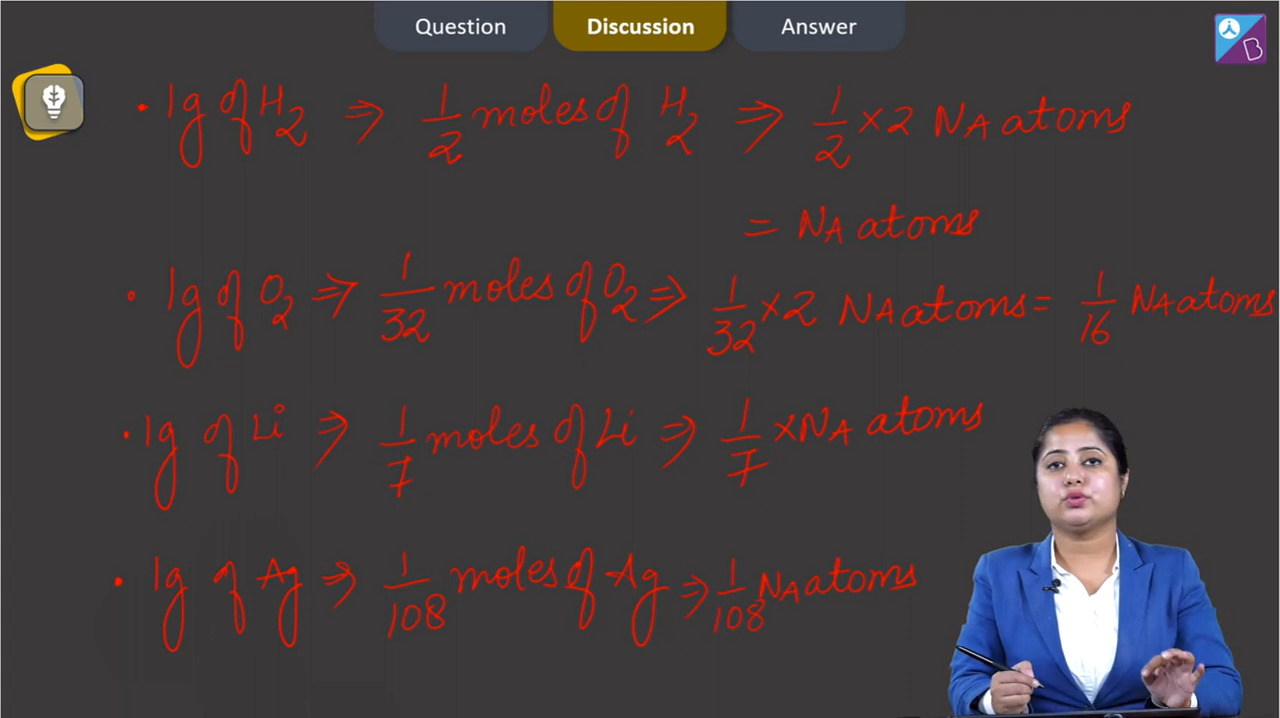 Question Discussion Answer
B
• 1g of H2 ⇒ 1/2 moles of H2 ⇒ 1/2 × 2 NA atoms
= NA atoms
• 1g of O2 ⇒ 1/32 moles of O2 ⇒ 1/32 × 2 NA atoms = 1/16 NA atoms
• 1g of Li ⇒ 1/7 moles of Li ⇒ 1/7 × NA atoms
• 1g of Ag ⇒ 1/108 moles of Ag ⇒ 1/108 NA atoms